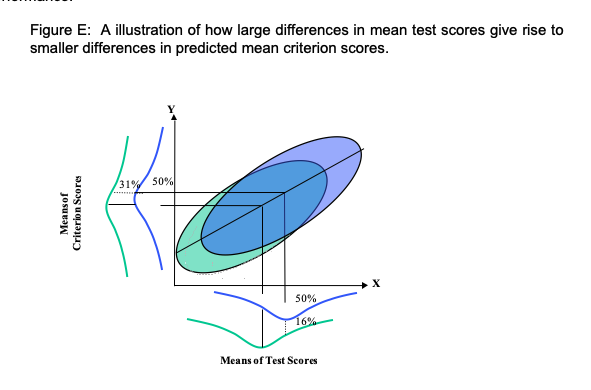 Figure E: A illustration of how large differences in mean test scores give rise to
smaller differences in predicted mean criterion scores.
Y
31%
50%
Means of
Criterion Scores
X
50%
16%
Means of Test Scores